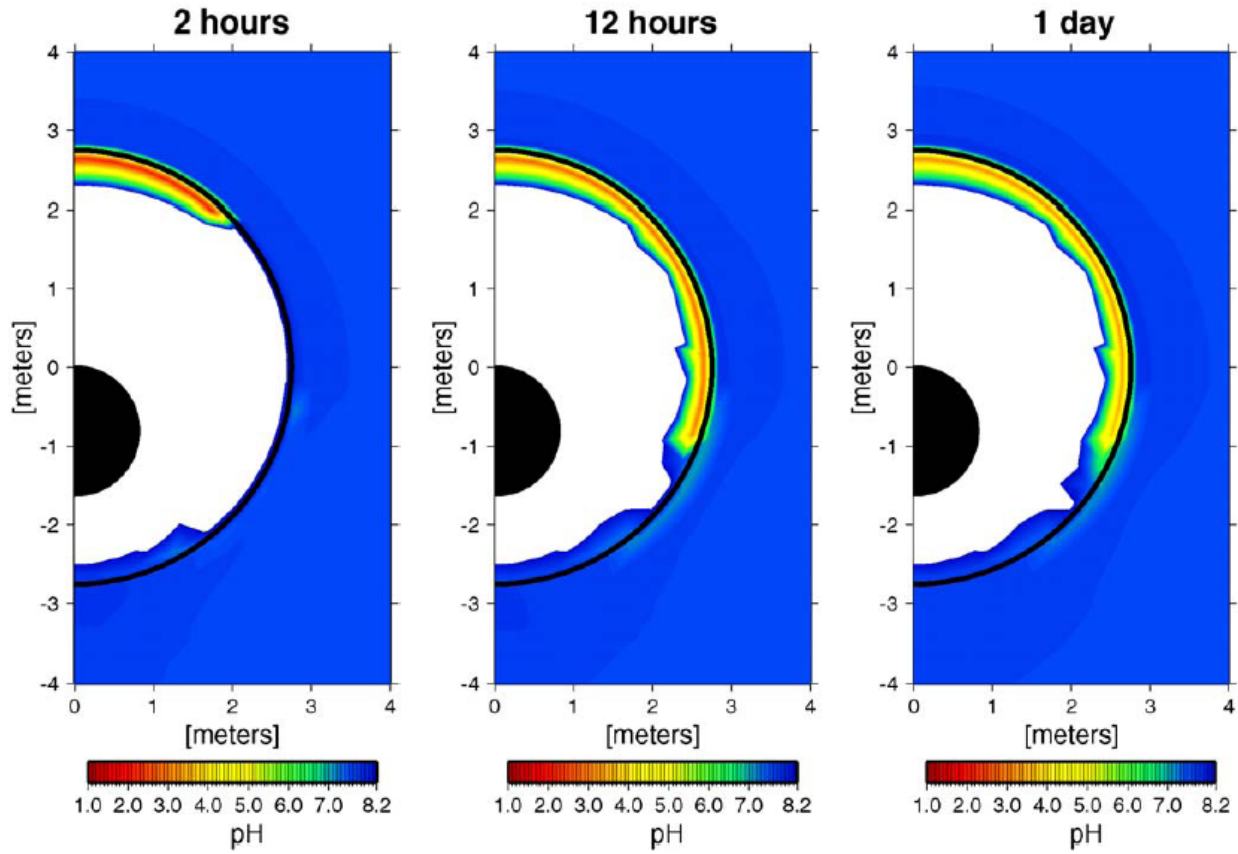 2 hours 12 hours 1 day
4 4 4
3 3 3
2 2 2
1 1 1
[meters] 0 [meters] 0 [meters] 0
-1 -1 -1
-2 -2 -2
-3 -3 -3
-4 -4 -4
0 1 2 3 4 0 1 2 3 4 0 1 2 3 4
[meters] [meters] [meters]
1.0 2.0 3.0 4.0 5.0 6.0 7.0 8.2 1.0 2.0 3.0 4.0 5.0 6.0 7.0 8.2 1.0 2.0 3.0 4.0 5.0 6.0 7.0 8.2
pH pH pH